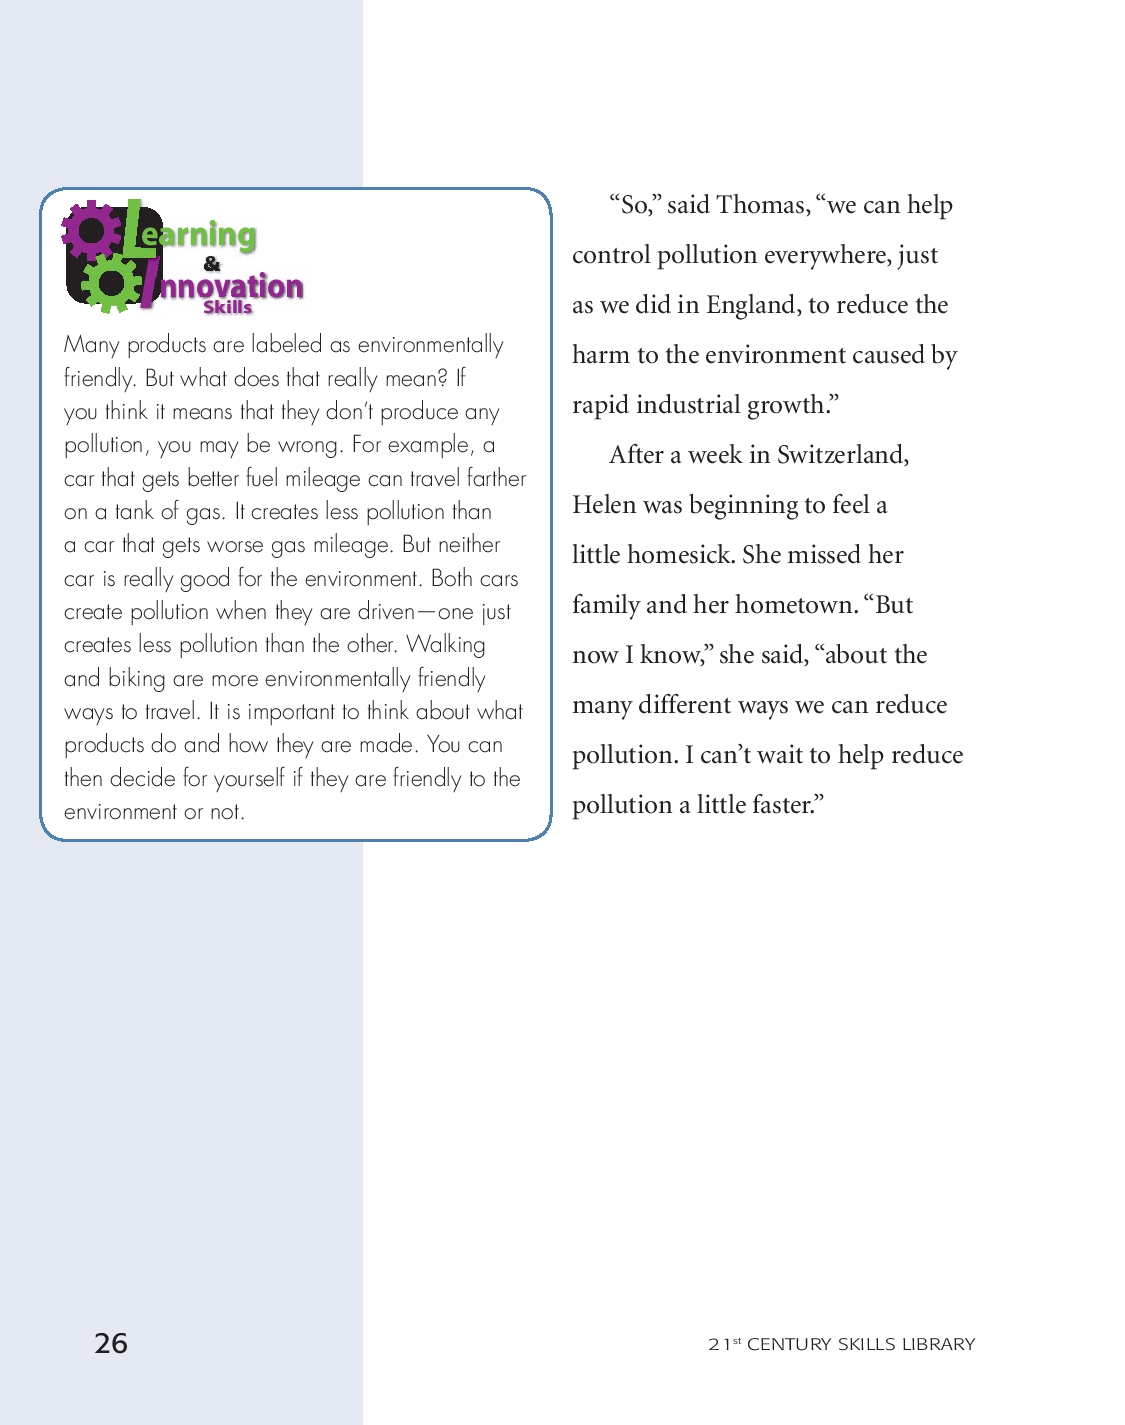 Learning
&
Innovation
Skills
Many products are labeled as environmentally
friendly. But what does that really mean? If
you think it means that they don't produce any
pollution, you may be wrong. For example, a
car that gets better fuel mileage can travel farther
on a tank of gas. It creates less pollution than
a car that gets worse gas mileage. But neither
car is really good for the environment. Both cars
create pollution when they are driven—one just
creates less pollution than the other. Walking
and biking are more environmentally friendly
ways to travel. It is important to think about what
products do and how they are made. You can
then decide for yourself if they are friendly to the
environment or not.
“So,” said Thomas, “we can help
control pollution everywhere, just
as we did in England, to reduce the
harm to the environment caused by
rapid industrial growth.”
After a week in Switzerland,
Helen was beginning to feel a
little homesick. She missed her
family and her hometown. “But
now I know,” she said, “about the
many different ways we can reduce
pollution. I can’t wait to help reduce
pollution a little faster.”
26
21st CENTURY SKILLS LIBRARY